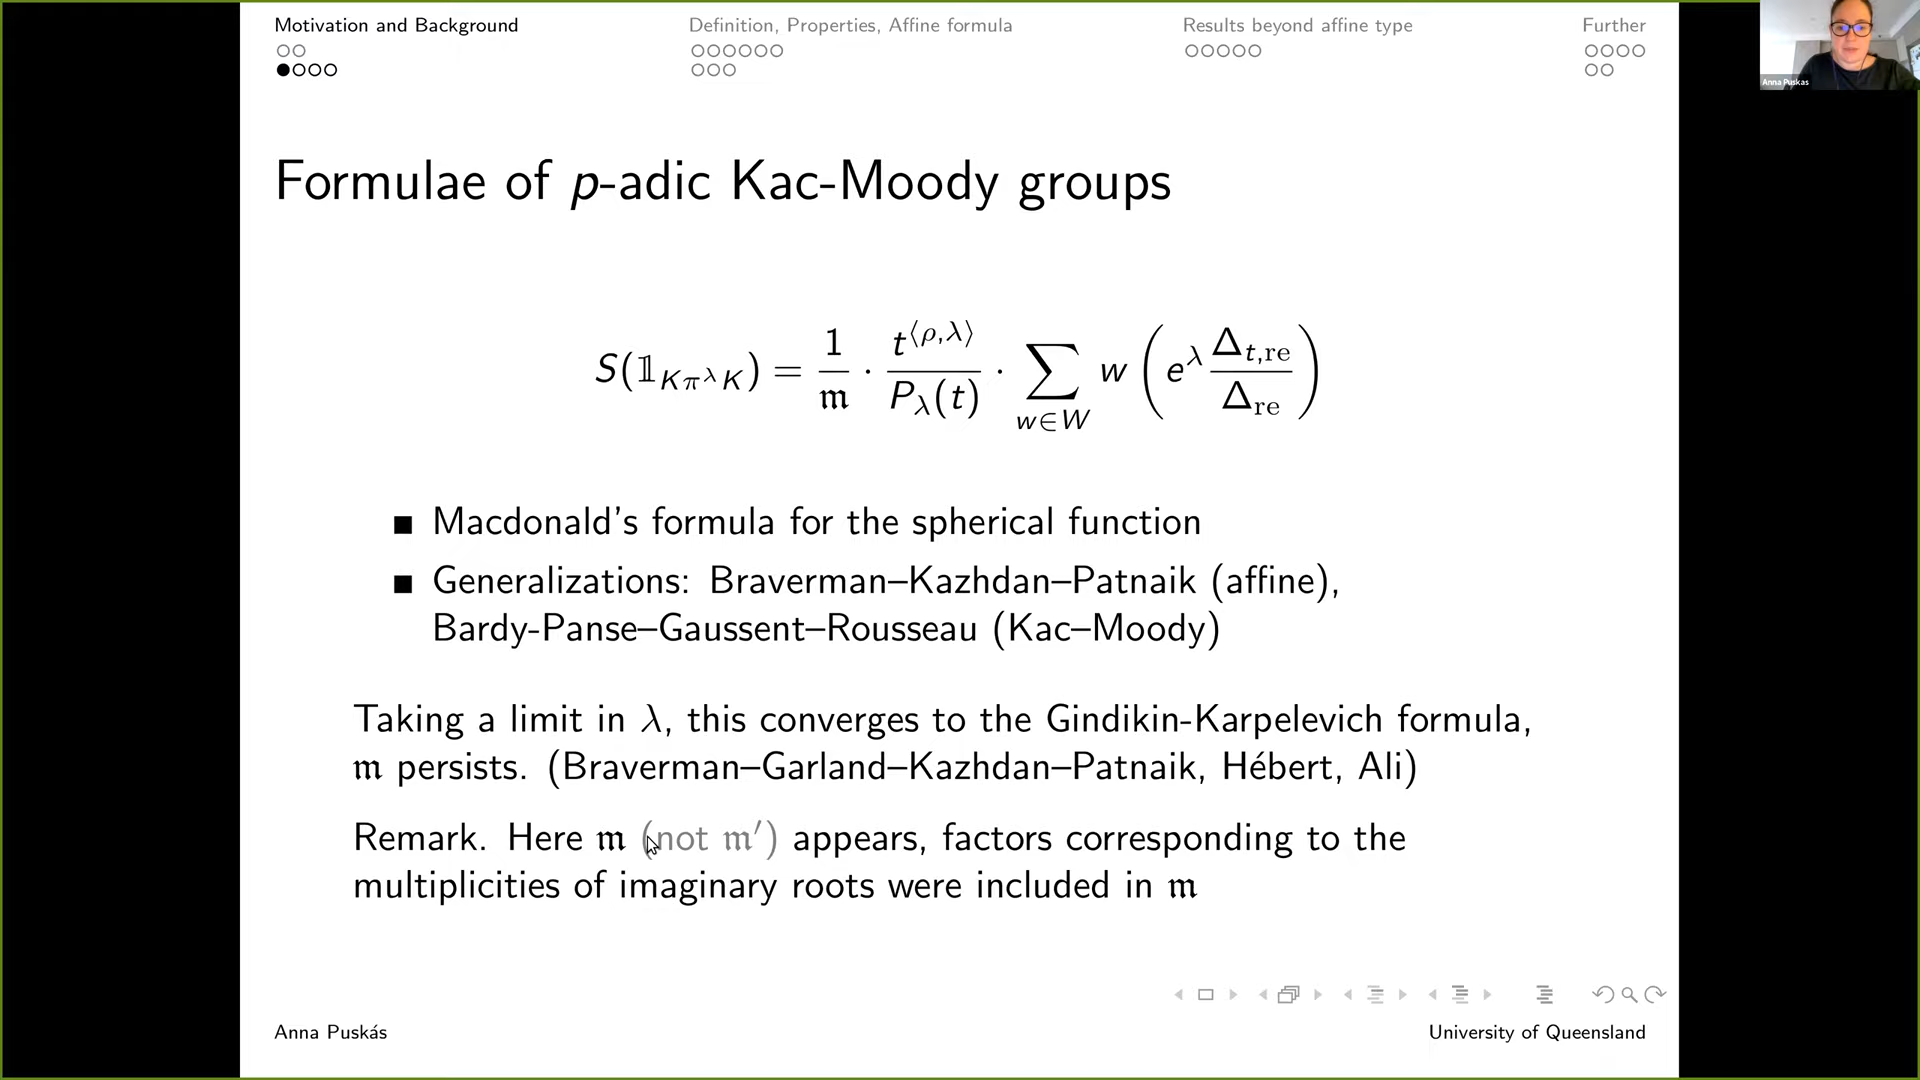 Motivation and Background
Definition, Properties, Affine formula
Results beyond affine type
Further
Anna Puskas
Formulae of p-adic Kac-Moody groups
S(𝟙_{Kπ^λK}) = 1/𝔪 · t^{⟨ρ,λ⟩}/P_λ(t) · ∑_{w∈W} w (e^λ Δ_{t,re}/Δ_{re})
■ Macdonald's formula for the spherical function
■ Generalizations: Braverman–Kazhdan–Patnaik (affine),
Bardy-Panse–Gaussent–Rousseau (Kac–Moody)
Taking a limit in λ, this converges to the Gindikin-Karpelevich formula,
𝔪 persists. (Braverman–Garland–Kazhdan–Patnaik, Hébert, Ali)
Remark. Here 𝔪 (not 𝔪′) appears, factors corresponding to the
multiplicities of imaginary roots were included in 𝔪
Anna Puskás
University of Queensland